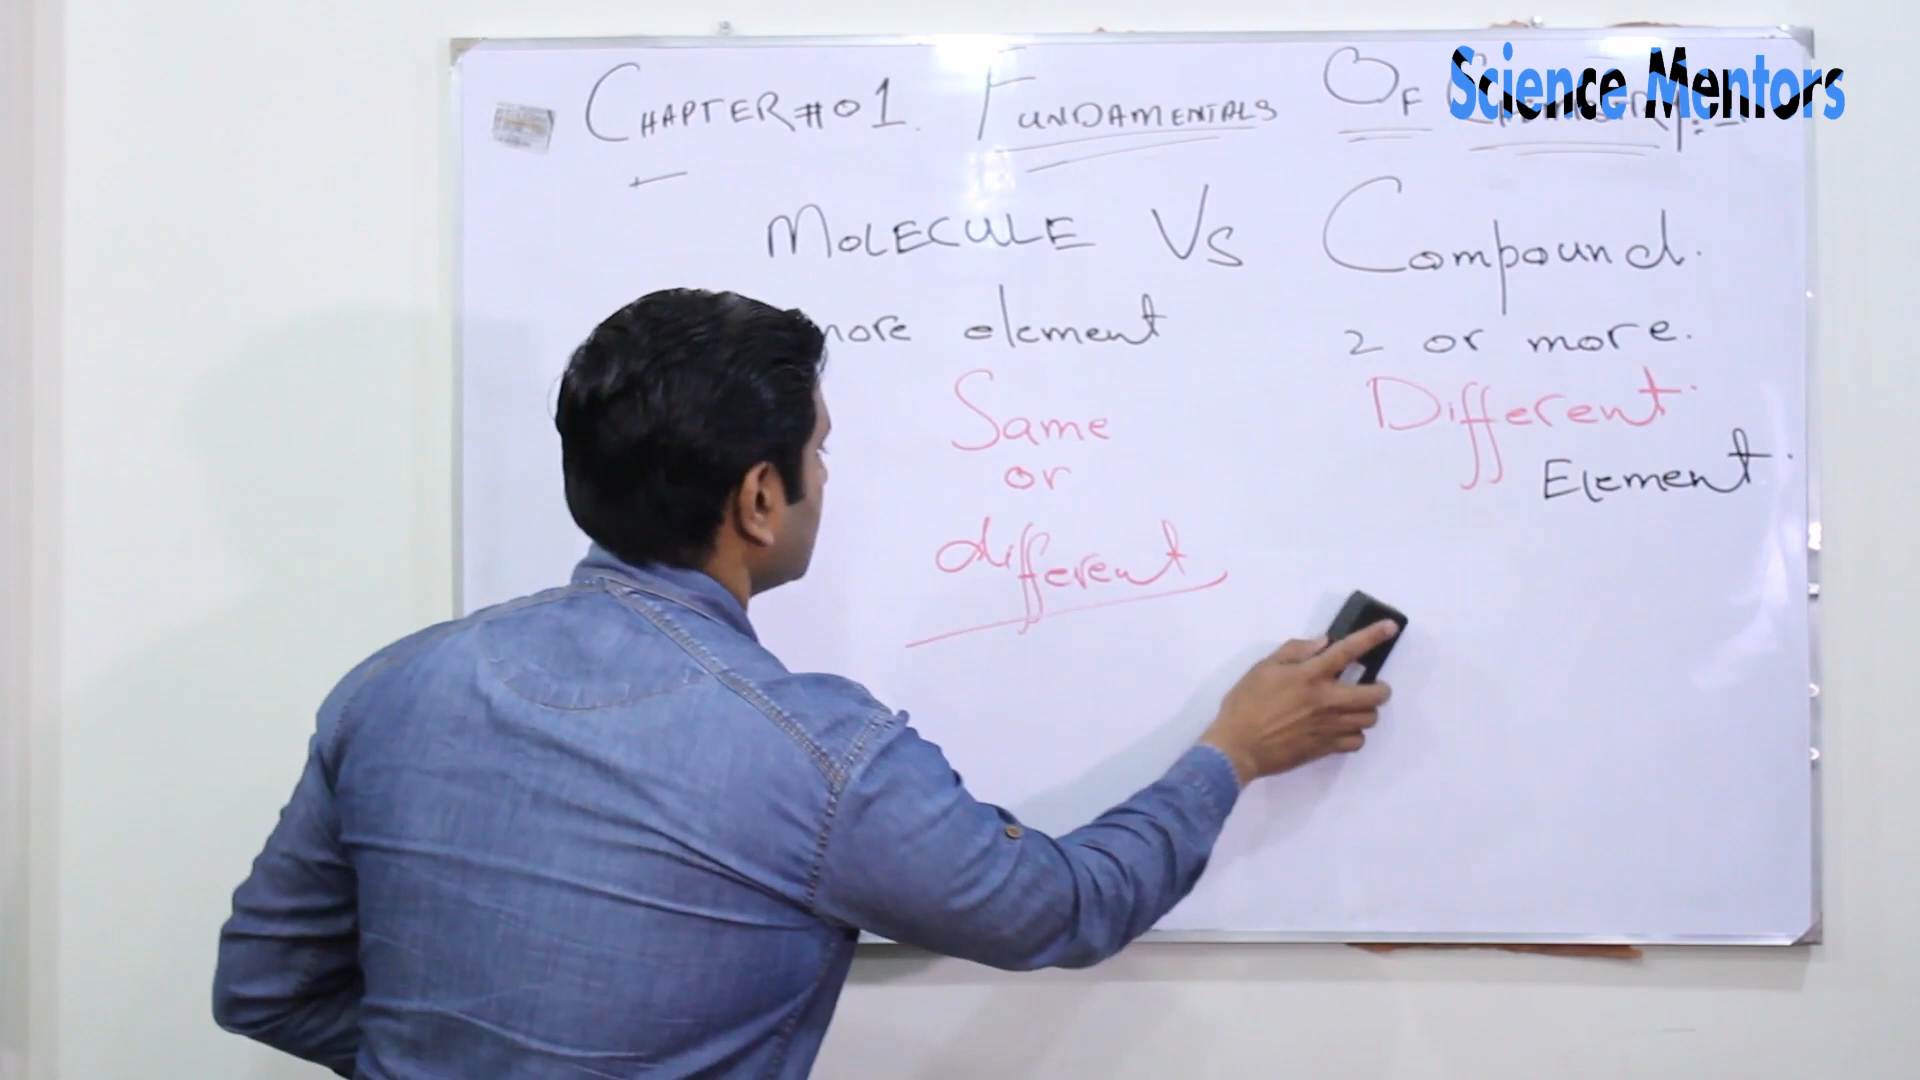 Science Mentors
CHAPTER #01. FUNDAMENTALS OF
MOLECULE Vs Compound.
more element
2 or more.
Same
or
different
Different
Element